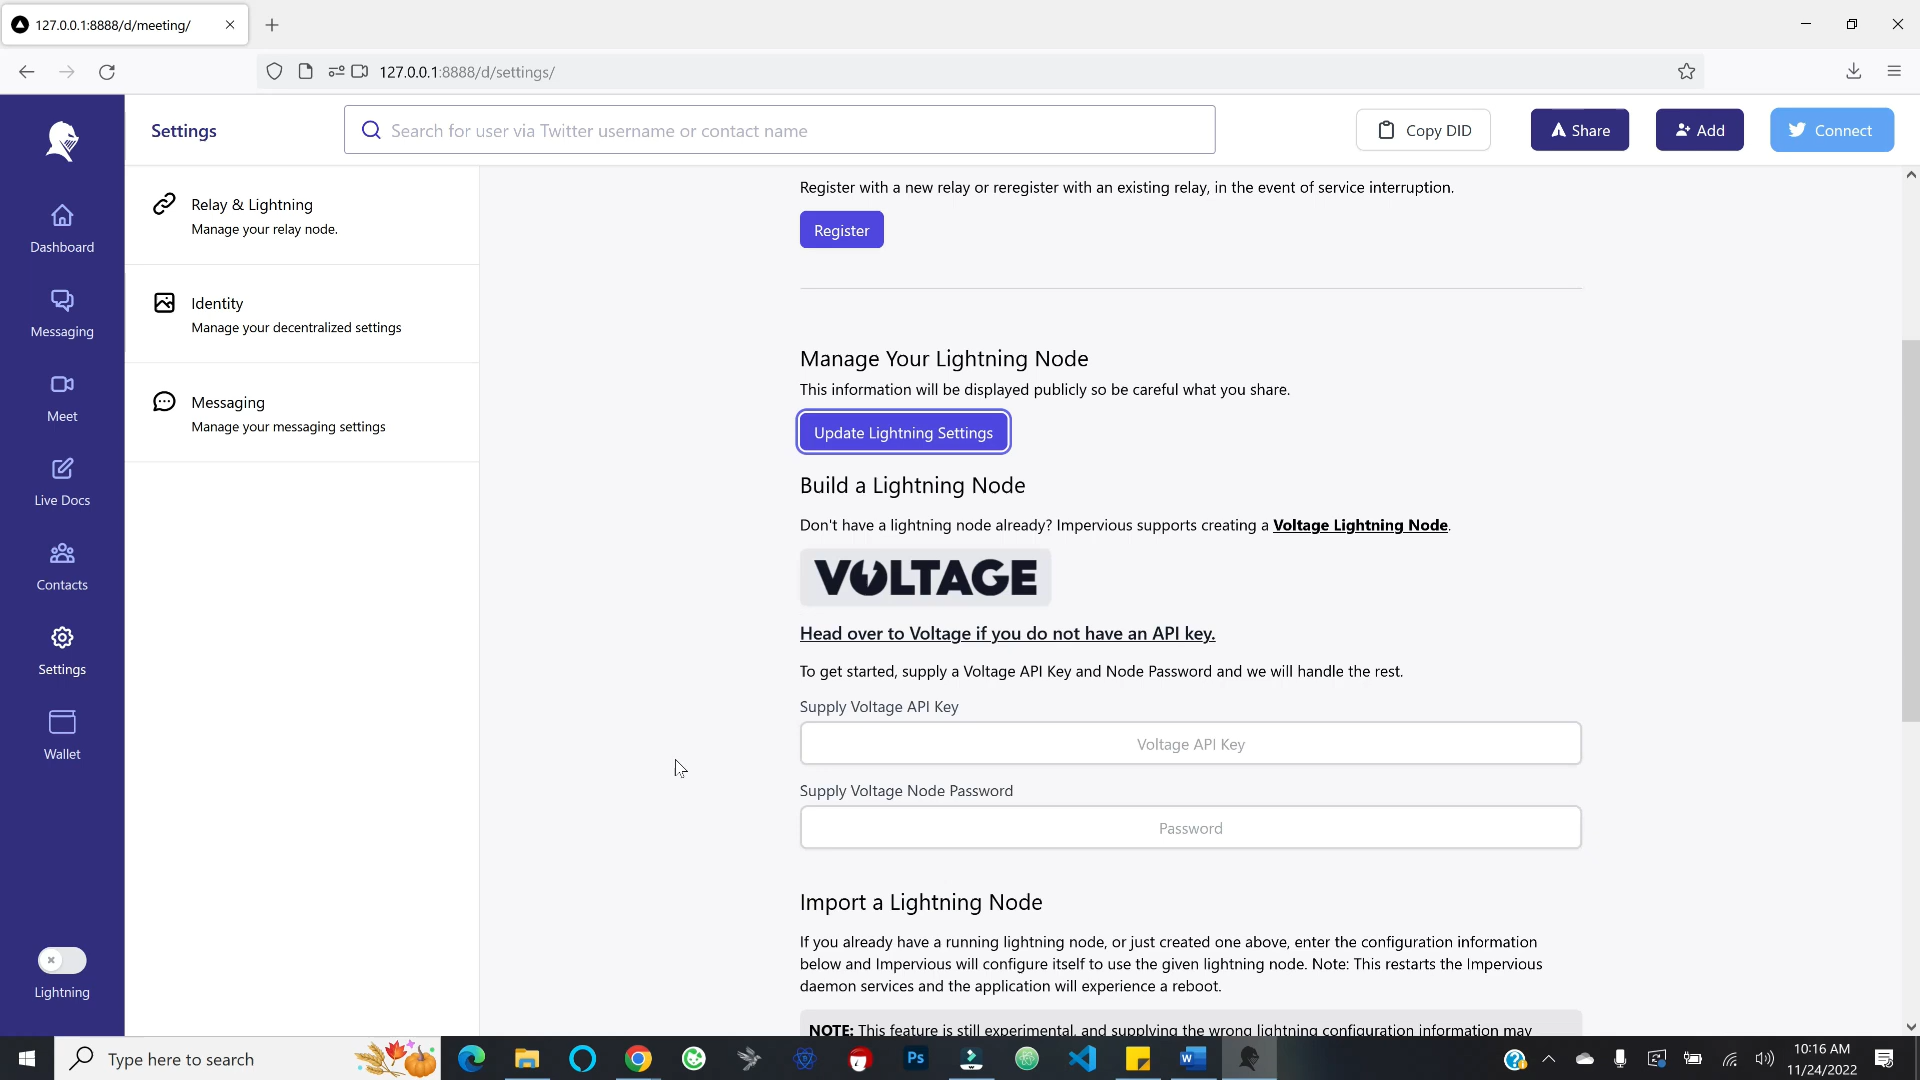 127.0.0.1:8888/d/meeting/
127.0.0.1:8888/d/settings/
Settings
Search for user via Twitter username or contact name
Copy DID
Share
Add
Connect
Dashboard
Messaging
Meet
Live Docs
Contacts
Settings
Wallet
Lightning
Relay & Lightning
Manage your relay node.
Identity
Manage your decentralized settings
Messaging
Manage your messaging settings
Register with a new relay or reregister with an existing relay, in the event of service interruption.
Register
Manage Your Lightning Node
This information will be displayed publicly so be careful what you share.
Update Lightning Settings
Build a Lightning Node
Don't have a lightning node already? Impervious supports creating a Voltage Lightning Node.
VOLTAGE
Head over to Voltage if you do not have an API key.
To get started, supply a Voltage API Key and Node Password and we will handle the rest.
Supply Voltage API Key
Voltage API Key
Supply Voltage Node Password
Password
Import a Lightning Node
If you already have a running lightning node, or just created one above, enter the configuration information
below and Impervious will configure itself to use the given lightning node. Note: This restarts the Impervious
daemon services and the application will experience a reboot.
NOTE: This feature is still experimental, and supplying the wrong lightning configuration information may
Type here to search
Ps
10:16 AM
11/24/2022